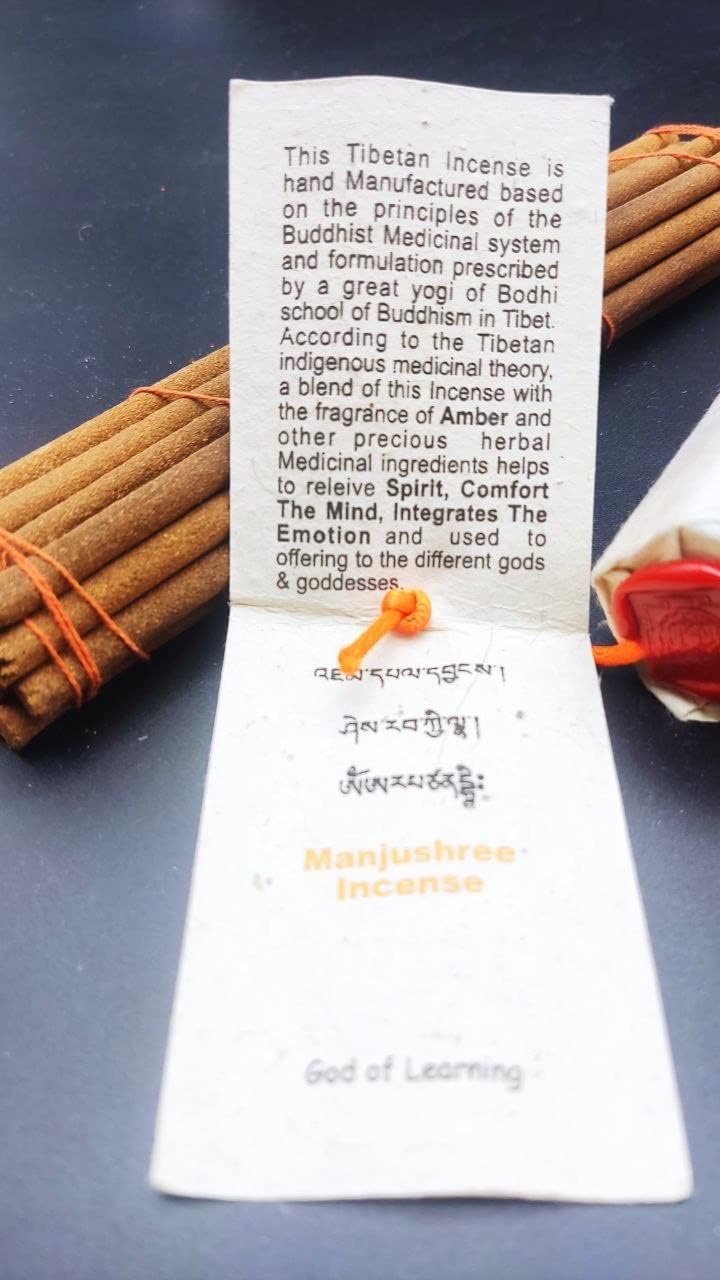 This Tibetan Incense is
hand Manufactured based
on the principles of the
Buddhist Medicinal system
and formulation prescribed
by a great yogi of Bodhi
school of Buddhism in Tibet.
According to the Tibetan
indigenous medicinal theory,
a blend of this Incense with
the fragrance of Amber and
other precious herbal
Medicinal ingredients helps
to releive Spirit, Comfort
The Mind, Integrates The
Emotion and used to
offering to the different gods
& goddesses.
འཇམ་དཔལ་དབྱངས།
ཤེས་རབ་ཀྱི་ལྷ།
ཨོཾ་ཨ་ར་པ་ཙ་ན་དྷཱིཿ
Manjushree
Incense
God of Learning